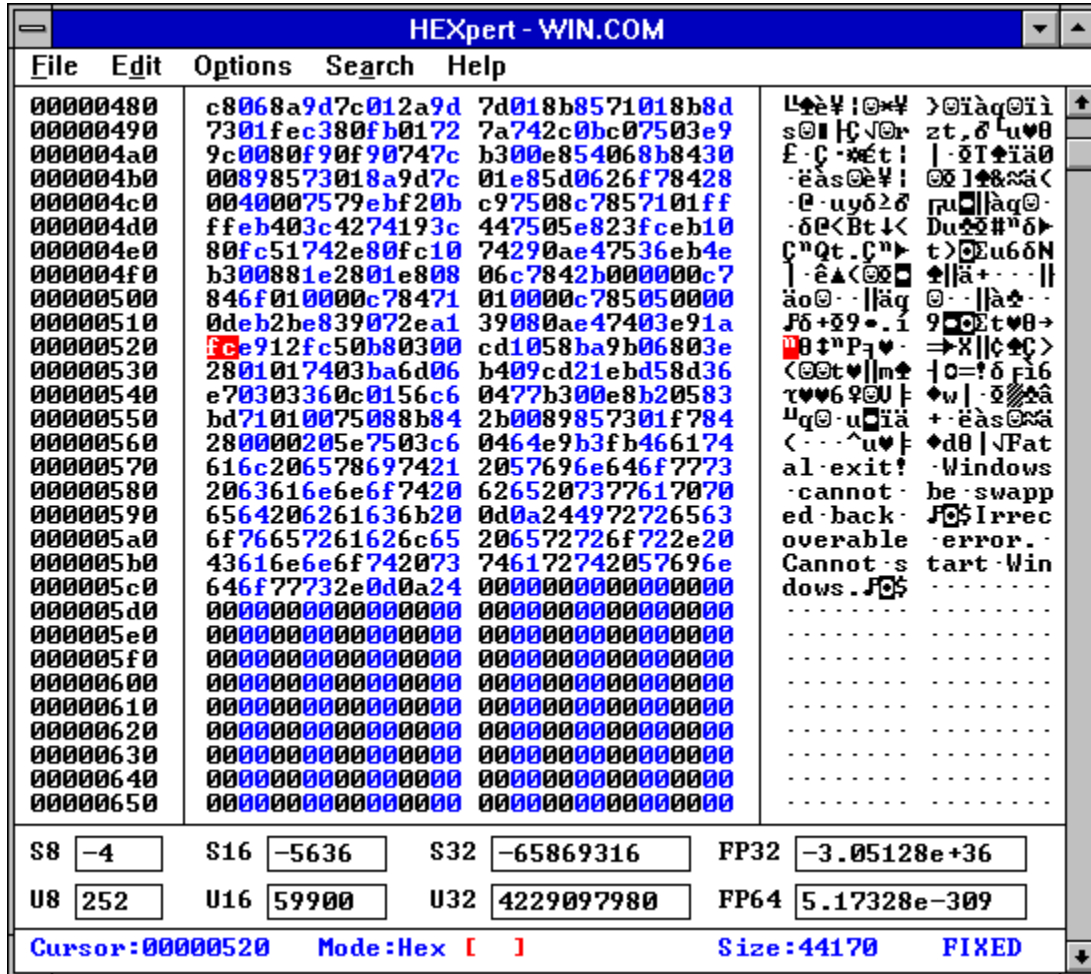 HEXpert - WIN.COM
File Edit Options Search Help
00000480 c8068a9d7c012a9d 7d018b8571018b8d
00000490 7301fec380fb0172 7a742c0bc07503e9
000004a0 9c0080f90f90747c b300e854068b8430
000004b0 00898573018a9d7c 01e85d0626f78428
000004c0 0040007579ebf20b c97508c7857101ff
000004d0 ffeb403c4274193c 447505e823fceb10
000004e0 80fc51742e80fc10 74290ae47536eb4e
000004f0 b300881e2801e808 06c7842b000000c7
00000500 846f010000c78471 010000c785050000
00000510 0deb2be839072ea1 39080ae47403e91a
00000520 fce912fc50b80300 cd1058ba9b06803e
00000530 2801017403ba6d06 b409cd21ebd58d36
00000540 e70303360c0156c6 0477b300e8b20583
00000550 bd71010075088b84 2b0089857301f784
00000560 280000205e7503c6 0464e9b3fb466174 Fat
00000570 616c206578697421 2057696e646f7773 al·exit! ·Windows
00000580 2063616e6e6f7420 6265207377617070 ·cannot· be·swapp
00000590 6564206261636b20 0d0a244972726563 ed·back· ♪◙$Irrec
000005a0 6f76657261626c65 206572726f722e20 overable ·error.·
000005b0 43616e6e6f742073 746172742057696e Cannot·s tart·Win
000005c0 646f77732e0d0a24 0000000000000000 dows.♪◙$ ········
000005d0 0000000000000000 0000000000000000 ········ ········
000005e0 0000000000000000 0000000000000000 ········ ········
000005f0 0000000000000000 0000000000000000 ········ ········
00000600 0000000000000000 0000000000000000 ········ ········
00000610 0000000000000000 0000000000000000 ········ ········
00000620 0000000000000000 0000000000000000 ········ ········
00000630 0000000000000000 0000000000000000 ········ ········
00000640 0000000000000000 0000000000000000 ········ ········
00000650 0000000000000000 0000000000000000 ········ ········
S8 -4 S16 -5636 S32 -65869316 FP32 -3.05128e+36
U8 252 U16 59900 U32 4229097980 FP64 5.17328e-309
Cursor:00000520 Mode:Hex [ ] Size:44170 FIXED